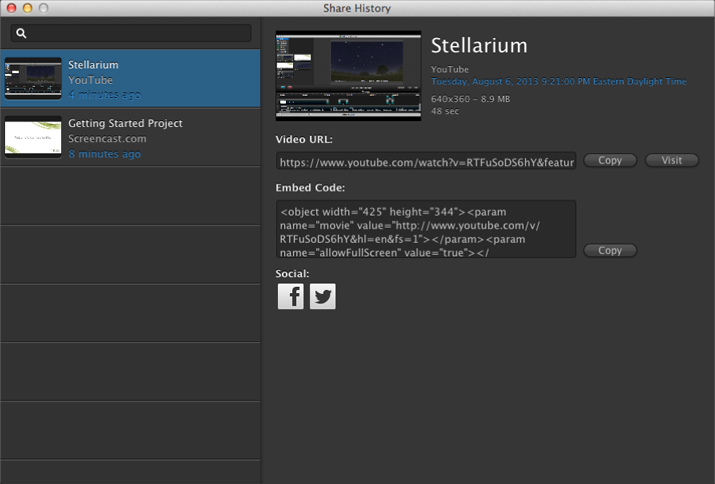 Share History
Stellarium
YouTube
4 minutes ago
Getting Started Project
Screencast.com
8 minutes ago
Stellarium
YouTube
Tuesday, August 6, 2013 9:21:00 PM Eastern Daylight Time
640x360 - 8.9 MB
48 sec
Video URL:
https://www.youtube.com/watch?v=RTFuSoDS6hY&featur
Copy
Visit
Embed Code:
<object width="425" height="344"><param
name="movie" value="http://www.youtube.com/v/
RTFuSoDS6hY&hl=en&fs=1"></param><param
name="allowFullScreen" value="true"></
Copy
Social: